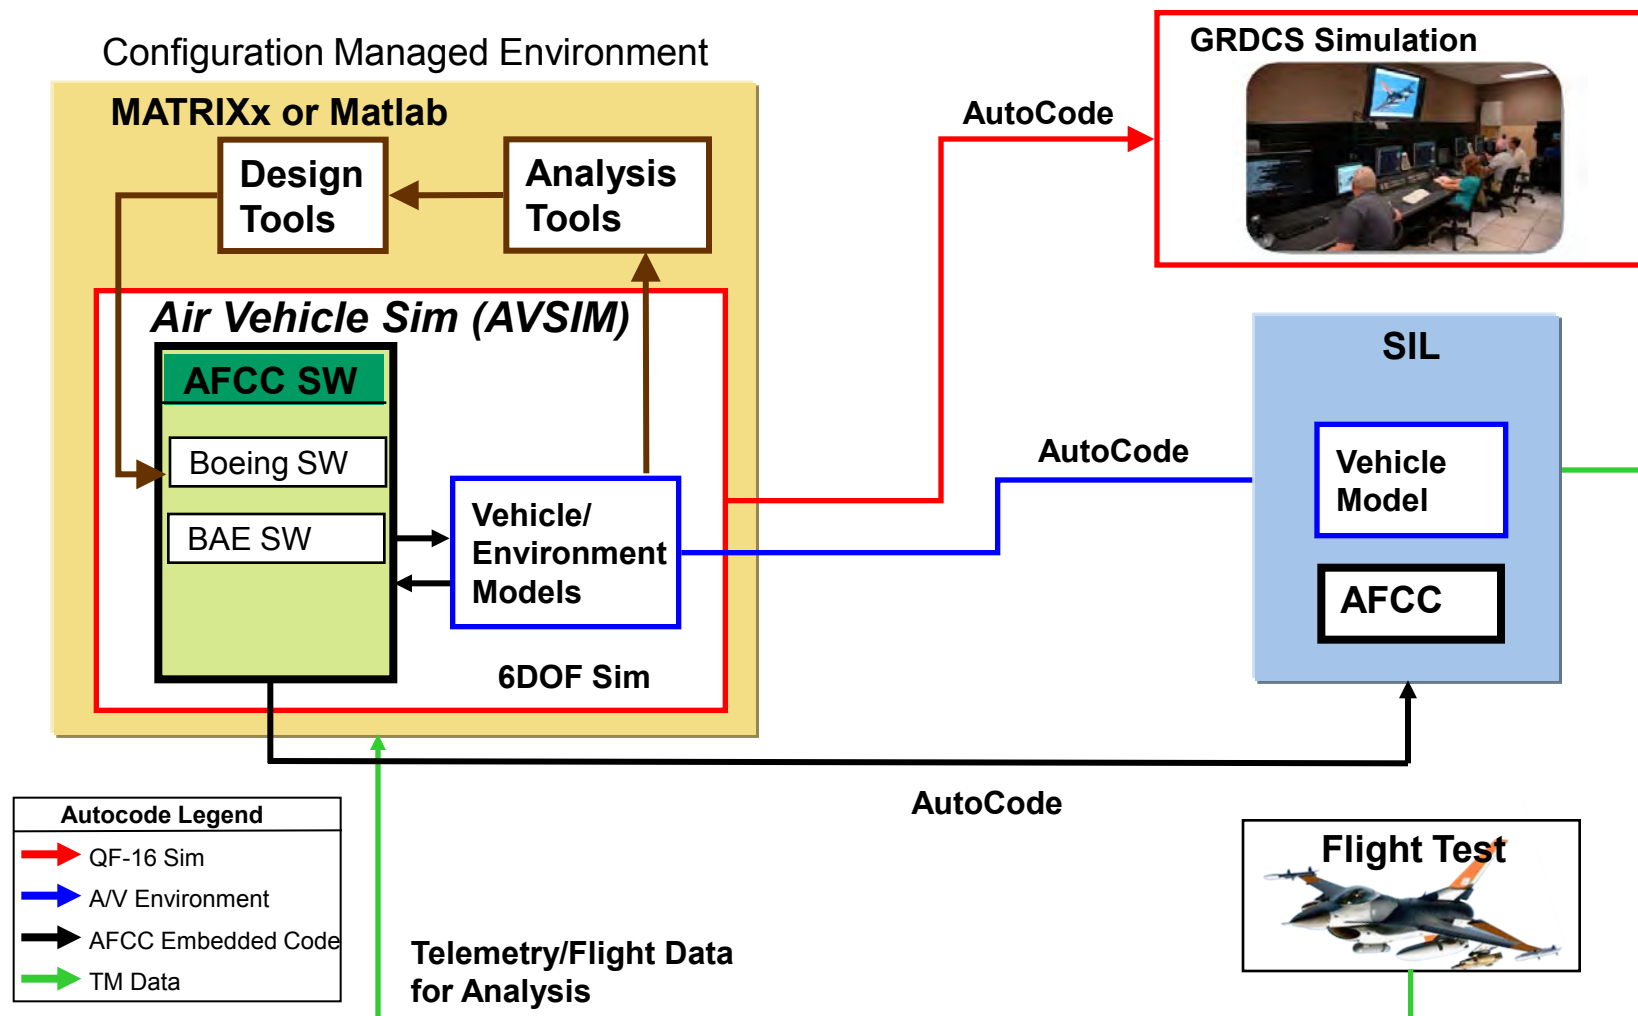 Configuration Managed Environment
MATRIXx or Matlab
Design
Tools
Analysis
Tools
Air Vehicle Sim (AVSIM)
AFCC SW
Boeing SW
BAE SW
Vehicle/
Environment
Models
6DOF Sim
AutoCode
GRDCS Simulation
AutoCode
SIL
Vehicle
Model
AFCC
AutoCode
Flight Test
Autocode Legend
QF-16 Sim
A/V Environment
AFCC Embedded Code
TM Data
Telemetry/Flight Data
for Analysis